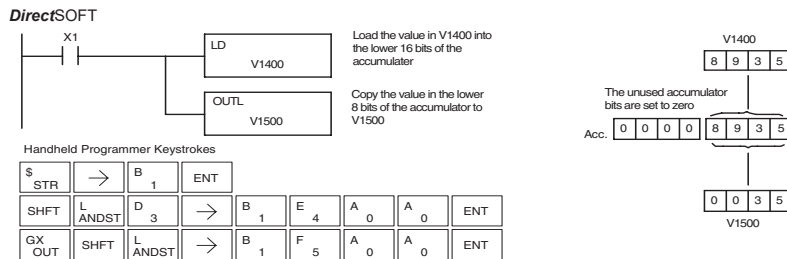 DirectSOFT
X1
LD
V1400
Load the value in V1400 into
the lower 16 bits of the
accumulater
OUTL
V1500
Copy the value in the lower
8 bits of the accumulator to
V1500
Handheld Programmer Keystrokes
$ STR → B 1 ENT
SHFT L ANDST D 3 → B 1 E 4 A 0 A 0 ENT
GX OUT SHFT L ANDST → B 1 F 5 A 0 A 0 ENT
V1400
8 9 3 5
The unused accumulator
bits are set to zero
Acc. 0 0 0 0 8 9 3 5
0 0 3 5
V1500